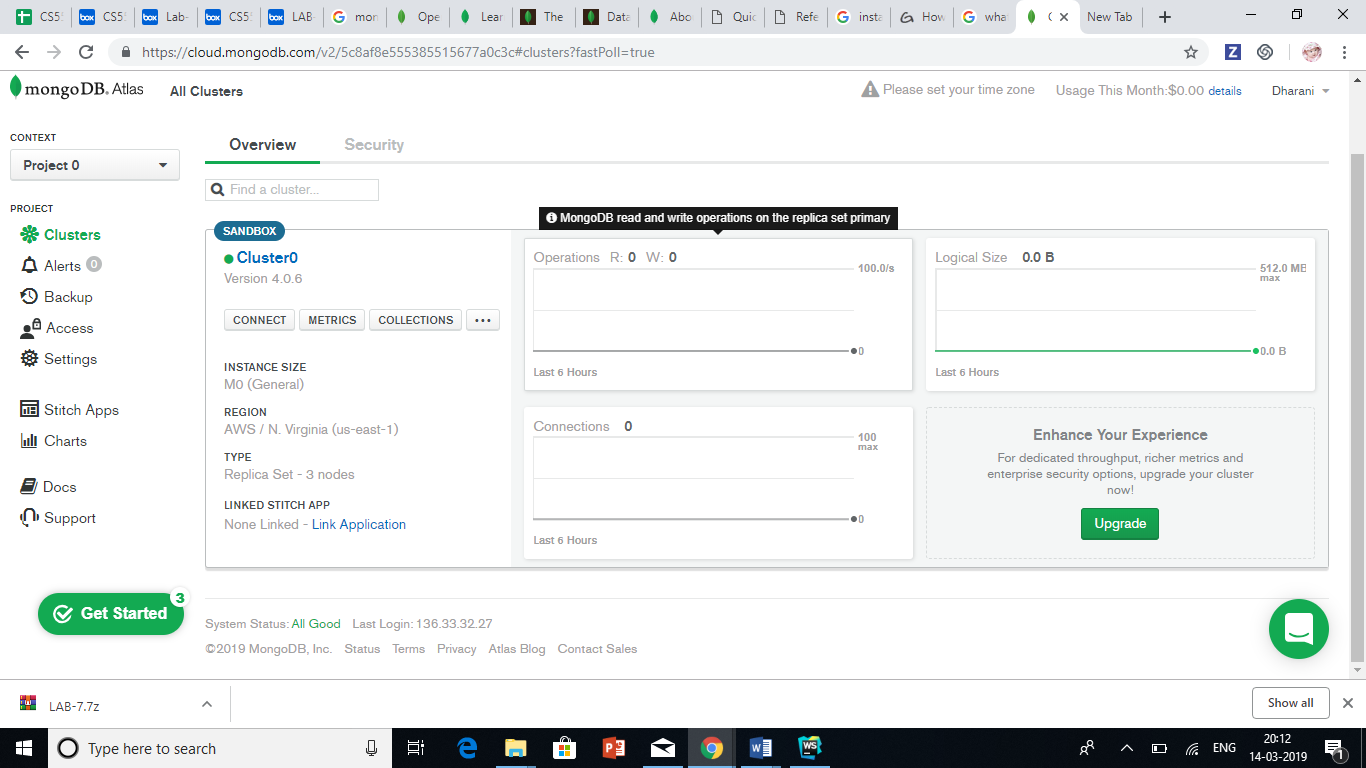 CS5
CS5
Lab-
CS5
LAB-
mon
Ope
Lear
The
Data
Abo
Quic
Refe
insta
How
wha
C
New Tab
https://cloud.mongodb.com/v2/5c8af8e555385515677a0c3c#clusters?fastPoll=true
Z
mongoDB. Atlas
All Clusters
Please set your time zone
Usage This Month:$0.00 details
Dharani
CONTEXT
Project 0
PROJECT
Clusters
Alerts 0
Backup
Access
Settings
Stitch Apps
Charts
Docs
Support
Get Started
3
Overview
Security
Find a cluster...
MongoDB read and write operations on the replica set primary
SANDBOX
Cluster0
Version 4.0.6
CONNECT
METRICS
COLLECTIONS
...
INSTANCE SIZE
M0 (General)
REGION
AWS / N. Virginia (us-east-1)
TYPE
Replica Set - 3 nodes
LINKED STITCH APP
None Linked - Link Application
Operations R: 0 W: 0
100.0/s
0
Last 6 Hours
Logical Size 0.0 B
512.0 MB
max
0.0 B
Last 6 Hours
Connections 0
100
max
0
Last 6 Hours
Enhance Your Experience
For dedicated throughput, richer metrics and
enterprise security options, upgrade your cluster
now!
Upgrade
System Status: All Good Last Login: 136.33.32.27
©2019 MongoDB, Inc. Status Terms Privacy Atlas Blog Contact Sales
LAB-7.7z
Show all
Type here to search
ENG
20:12
14-03-2019
1